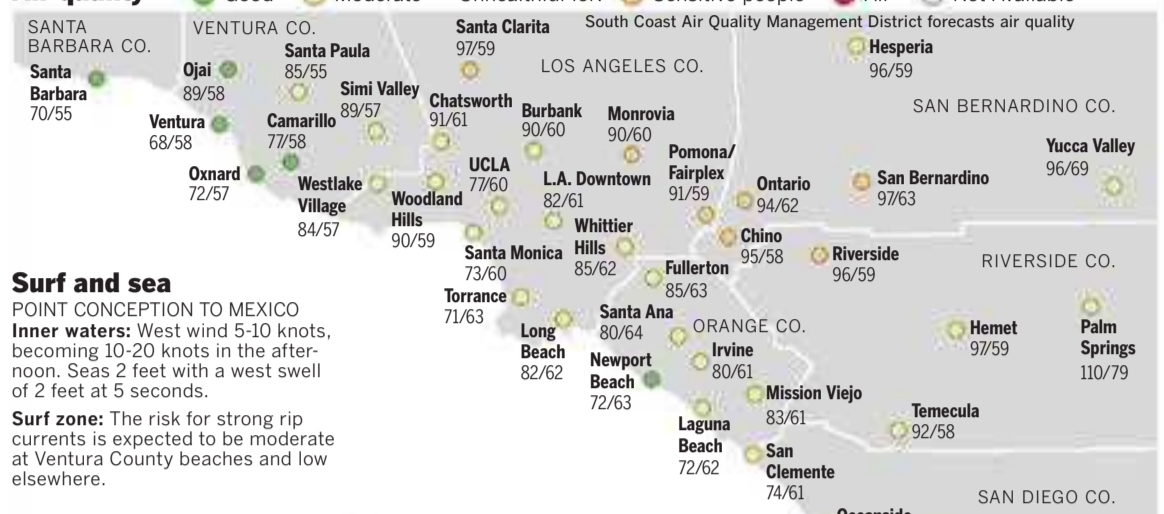 South Coast Air Quality Management District forecasts air quality
SANTA
BARBARA CO.
VENTURA CO.
LOS ANGELES CO.
SAN BERNARDINO CO.
RIVERSIDE CO.
ORANGE CO.
SAN DIEGO CO.
Santa
Barbara
70/55
Ojai
89/58
Santa Paula
85/55
Simi Valley
89/57
Ventura
68/58
Camarillo
77/58
Oxnard
72/57
Westlake
Village
84/57
Santa Clarita
97/59
Chatsworth
91/61
Woodland
Hills
90/59
Burbank
90/60
Monrovia
90/60
UCLA
77/60
L.A. Downtown
82/61
Pomona/
Fairplex
91/59
Whittier
Hills
85/62
Santa Monica
73/60
Torrance
71/63
Long
Beach
82/62
Hesperia
96/59
Yucca Valley
96/69
Ontario
94/62
San Bernardino
97/63
Chino
95/58
Riverside
96/59
Fullerton
85/63
Santa Ana
80/64
Irvine
80/61
Newport
Beach
72/63
Mission Viejo
83/61
Laguna
Beach
72/62
San
Clemente
74/61
Hemet
97/59
Palm
Springs
110/79
Temecula
92/58
Surf and sea
POINT CONCEPTION TO MEXICO
Inner waters: West wind 5-10 knots,
becoming 10-20 knots in the after-
noon. Seas 2 feet with a west swell
of 2 feet at 5 seconds.
Surf zone: The risk for strong rip
currents is expected to be moderate
at Ventura County beaches and low
elsewhere.